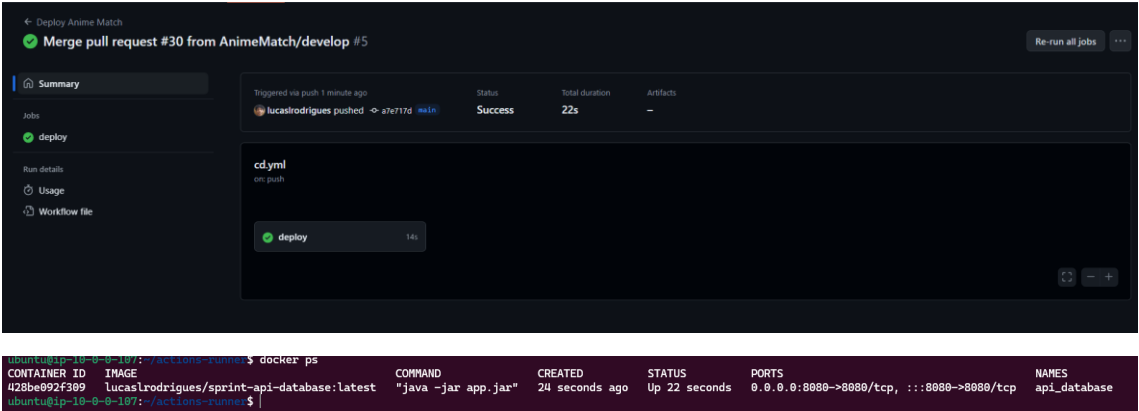 ← Deploy Anime Match
Merge pull request #30 from AnimeMatch/develop #5
Re-run all jobs ...
Summary
Jobs
deploy
Run details
Usage
Workflow file
Triggered via push 1 minute ago
Status
Total duration
Artifacts
lucaslrodrigues pushed a7e717d main
Success
22s
–
cd.yml
on: push
deploy 14s
ubuntu@ip-10-0-0-107:~/actions-runner$ docker ps
CONTAINER ID IMAGE COMMAND CREATED STATUS PORTS NAMES
428be092f309 lucaslrodrigues/sprint-api-database:latest "java -jar app.jar" 24 seconds ago Up 22 seconds 0.0.0.0:8080->8080/tcp, :::8080->8080/tcp api_database
ubuntu@ip-10-0-0-107:~/actions-runner$